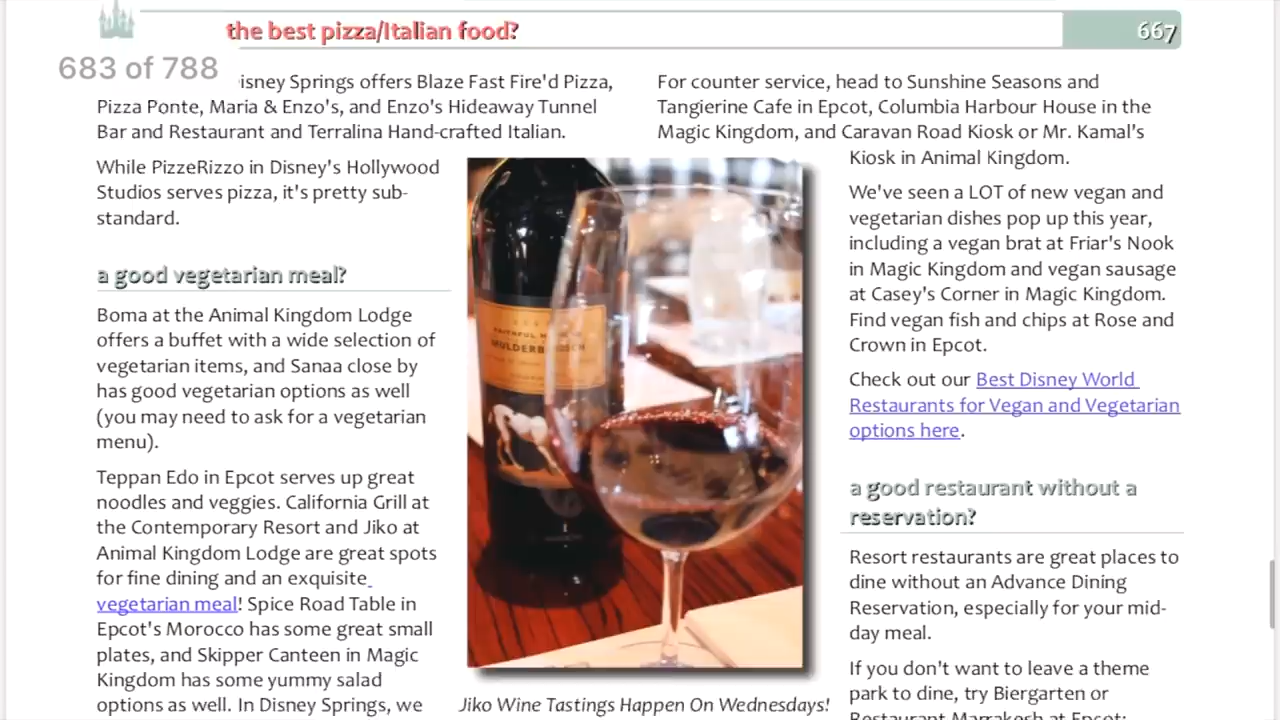 the best pizza/Italian food?
667
683 of 788
isney Springs offers Blaze Fast Fire'd Pizza,
Pizza Ponte, Maria & Enzo's, and Enzo's Hideaway Tunnel
Bar and Restaurant and Terralina Hand-crafted Italian.
While PizzeRizzo in Disney's Hollywood
Studios serves pizza, it's pretty sub-
standard.
a good vegetarian meal?
Boma at the Animal Kingdom Lodge
offers a buffet with a wide selection of
vegetarian items, and Sanaa close by
has good vegetarian options as well
(you may need to ask for a vegetarian
menu).
Teppan Edo in Epcot serves up great
noodles and veggies. California Grill at
the Contemporary Resort and Jiko at
Animal Kingdom Lodge are great spots
for fine dining and an exquisite
vegetarian meal! Spice Road Table in
Epcot's Morocco has some great small
plates, and Skipper Canteen in Magic
Kingdom has some yummy salad
options as well. In Disney Springs, we
MULDERBOSCH
Jiko Wine Tastings Happen On Wednesdays!
For counter service, head to Sunshine Seasons and
Tangierine Cafe in Epcot, Columbia Harbour House in the
Magic Kingdom, and Caravan Road Kiosk or Mr. Kamal's
Kiosk in Animal Kingdom.
We've seen a LOT of new vegan and
vegetarian dishes pop up this year,
including a vegan brat at Friar's Nook
in Magic Kingdom and vegan sausage
at Casey's Corner in Magic Kingdom.
Find vegan fish and chips at Rose and
Crown in Epcot.
Check out our Best Disney World
Restaurants for Vegan and Vegetarian
options here.
a good restaurant without a
reservation?
Resort restaurants are great places to
dine without an Advance Dining
Reservation, especially for your mid-
day meal.
If you don't want to leave a theme
park to dine, try Biergarten or
Restaurant Marrakesh at Epcot;